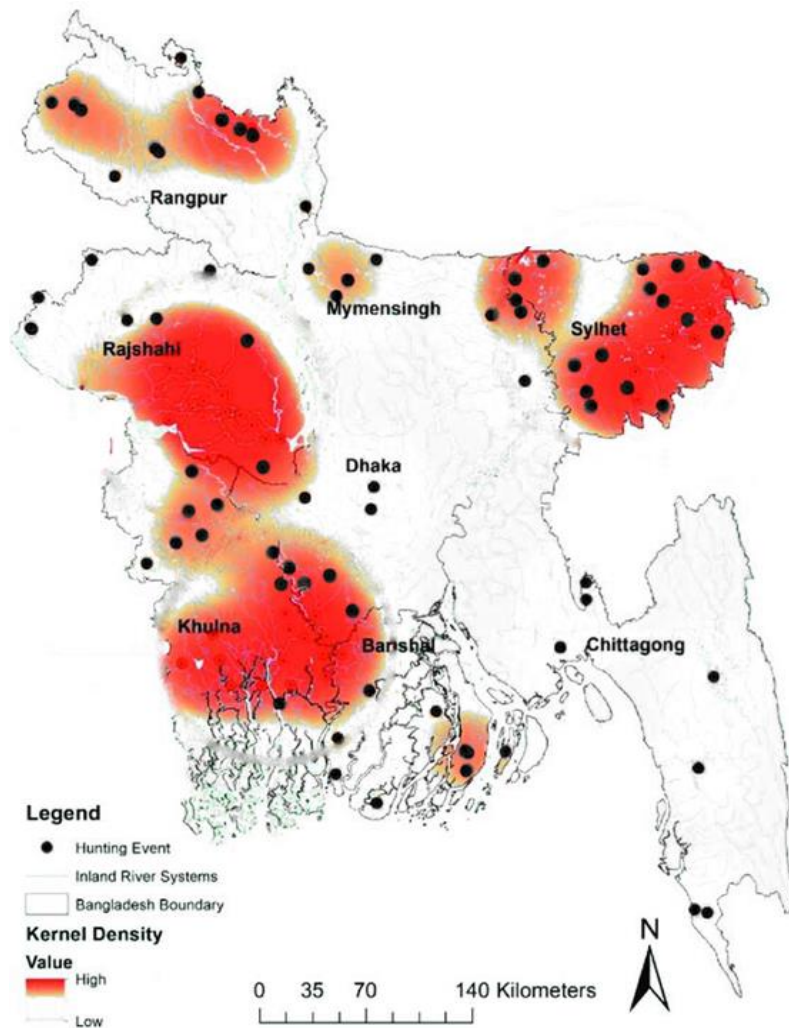 Rangpur
Mymensingh
Sylhet
Rajshahi
Dhaka
Khulna
Barishal
Chittagong
Legend
Hunting Event
Inland River Systems
Bangladesh Boundary
Kernel Density
Value
High
Low
N
0 35 70 140 Kilometers